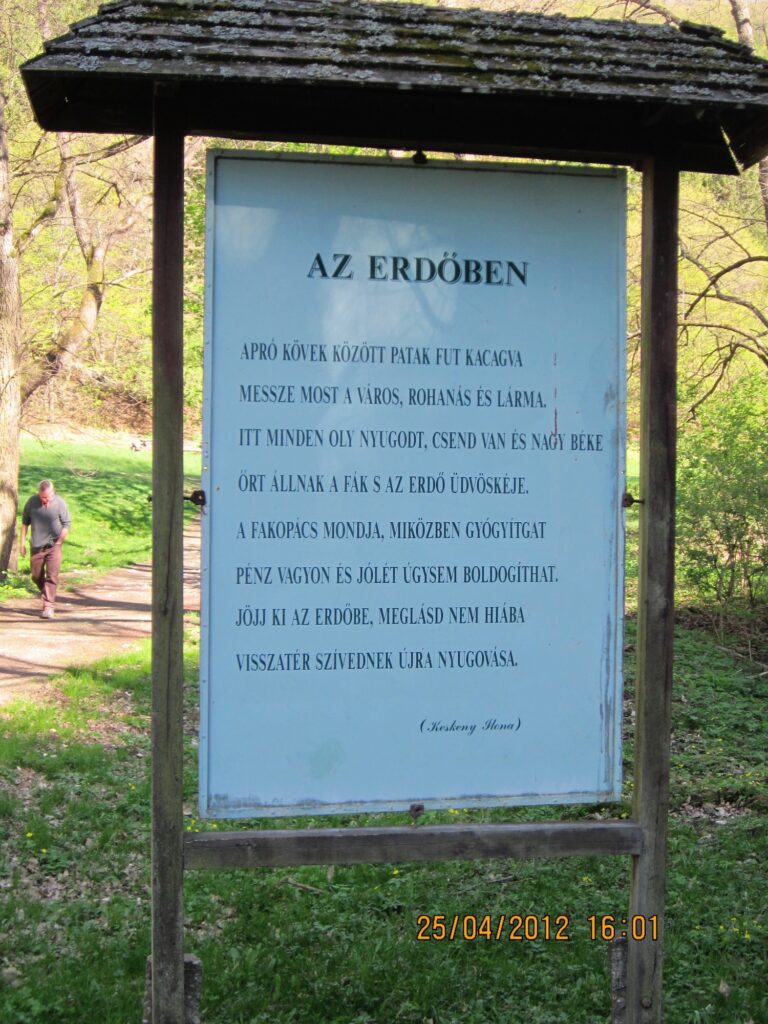 AZ ERDŐBEN
APRÓ KÖVEK KÖZÖTT PATAK FUT KACAGVA
MESSZE MOST A VÁROS, ROHANÁS ÉS LÁRMA.
ITT MINDEN OLY NYUGODT, CSEND VAN ÉS NAGY BÉKE
ŐRT ÁLLNAK A FÁK S AZ ERDŐ ÜDVÖSKÉJE.
A FAKOPÁCS MONDJA, MIKÖZBEN GYÓGYÍTGAT
PÉNZ VAGYON ÉS JÓLÉT ÚGYSEM BOLDOGÍTHAT.
JÖJJ KI AZ ERDŐBE, MEGLÁSD NEM HIÁBA
VISSZATÉR SZÍVEDNEK ÚJRA NYUGOVÁSA.
(Keskeny Ilona)
25/04/2012 16:01